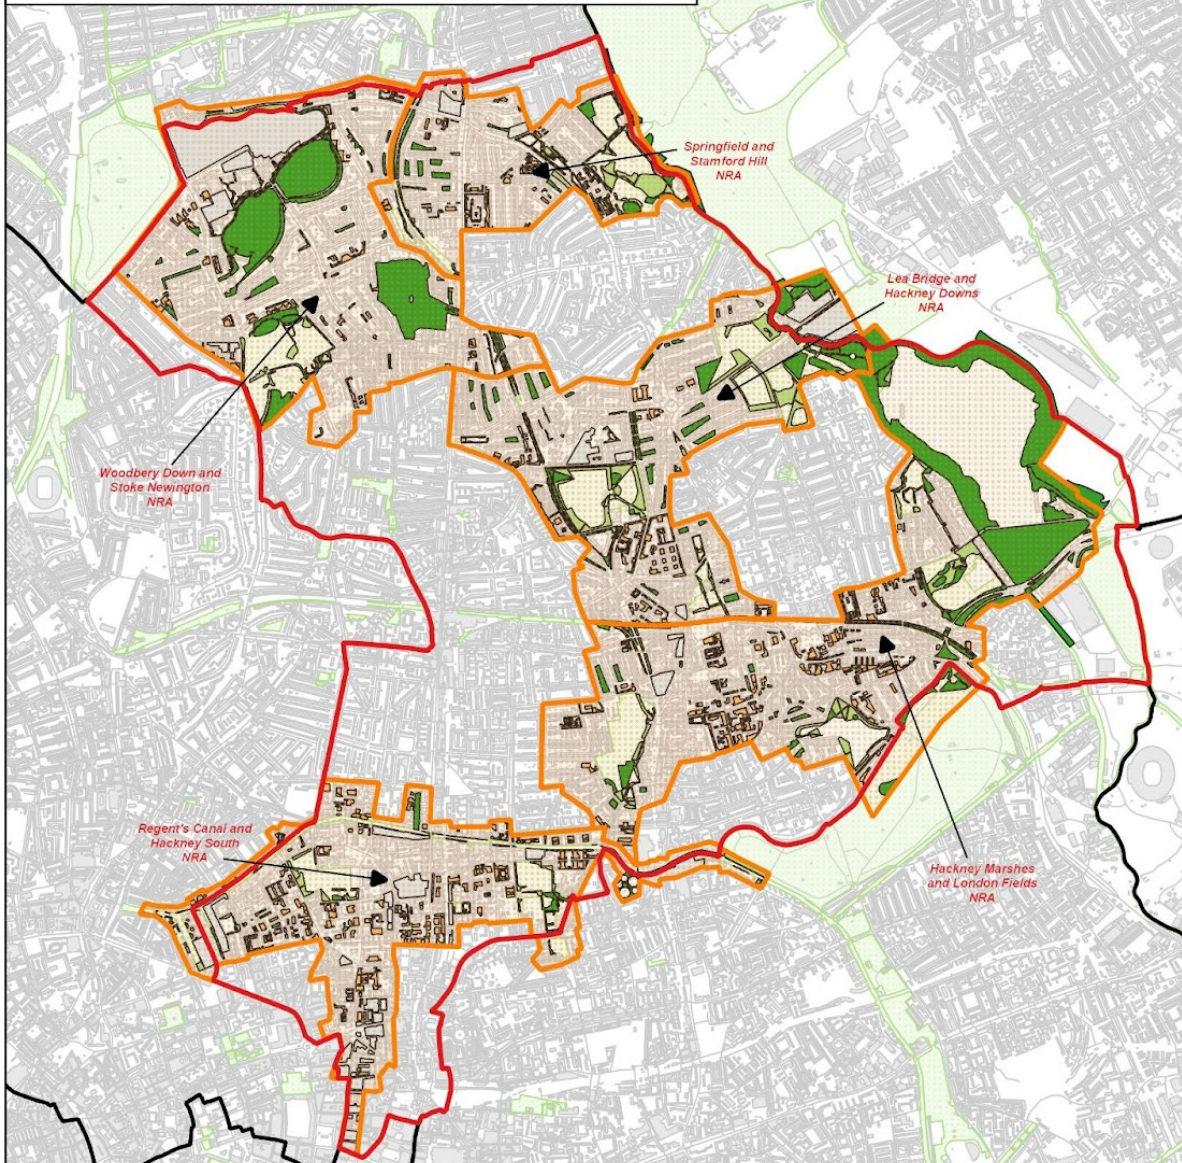 Springfield and
Stamford Hill
NRA
Lea Bridge and
Hackney Downs
NRA
Woodbery Down and
Stoke Newington
NRA
Regent's Canal and
Hackney South
NRA
Hackney Marshes
and London Fields
NRA